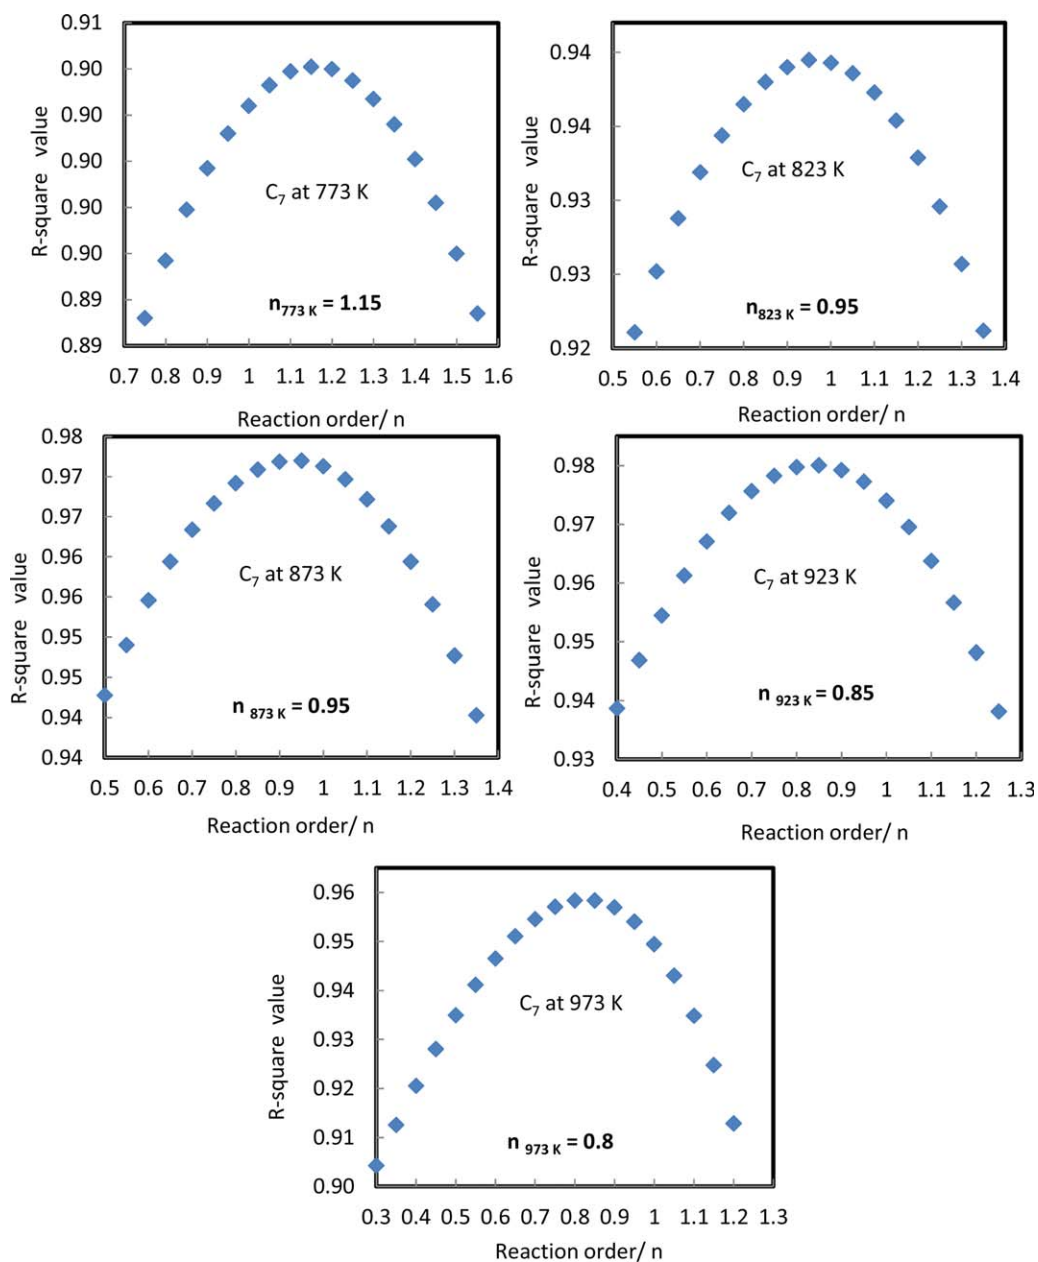 0.91
0.90
0.90
0.90
0.90
0.90
0.89
0.89
R-square value
C7 at 773 K
n773 K = 1.15
0.7 0.8 0.9 1 1.1 1.2 1.3 1.4 1.5 1.6
Reaction order/ n
0.94
0.94
0.93
0.93
0.92
R-square value
C7 at 823 K
n823 K = 0.95
0.5 0.6 0.7 0.8 0.9 1 1.1 1.2 1.3 1.4
Reaction order/ n
0.98
0.97
0.97
0.96
0.96
0.95
0.95
0.94
0.94
R-square value
C7 at 873 K
n 873 K = 0.95
0.5 0.6 0.7 0.8 0.9 1 1.1 1.2 1.3 1.4
Reaction order/ n
0.98
0.97
0.96
0.95
0.94
0.93
R-square value
C7 at 923 K
n 923 K = 0.85
0.4 0.5 0.6 0.7 0.8 0.9 1 1.1 1.2 1.3
Reaction order/ n
0.96
0.95
0.94
0.93
0.92
0.91
0.90
R-square value
C7 at 973 K
n 973 K = 0.8
0.3 0.4 0.5 0.6 0.7 0.8 0.9 1 1.1 1.2 1.3
Reaction order/ n